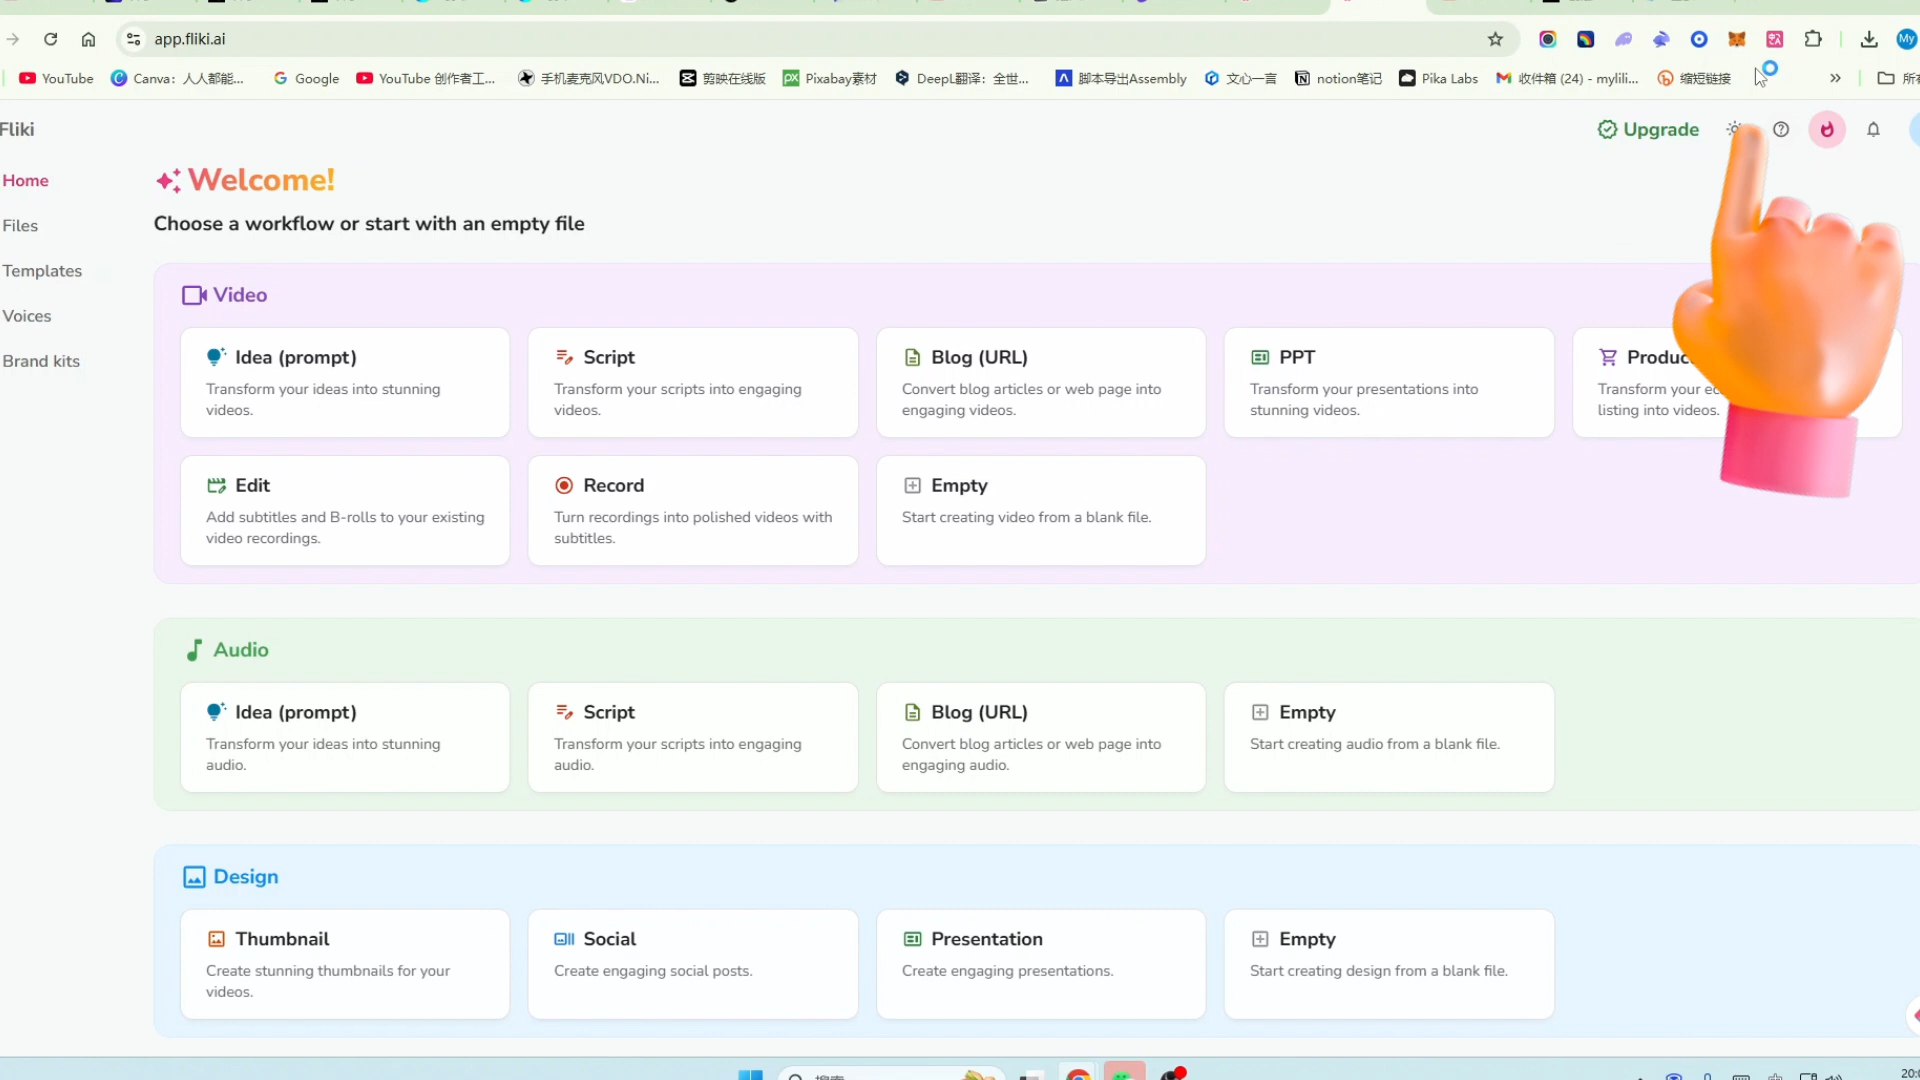 app.fliki.ai
YouTube
Canva：人人都能...
Google
YouTube 创作者工...
手机麦克风VDO.Ni...
剪映在线版
Pixabay素材
DeepL翻译：全世...
脚本导出Assembly
文心一言
notion笔记
Pika Labs
收件箱 (24) - mylili...
缩短链接
»
My
Fliki
Upgrade
Home
Files
Templates
Voices
Brand kits
Welcome!
Choose a workflow or start with an empty file
Video
Idea (prompt)
Transform your ideas into stunning
videos.
Script
Transform your scripts into engaging
videos.
Blog (URL)
Convert blog articles or web page into
engaging videos.
PPT
Transform your presentations into
stunning videos.
listing into videos.
Edit
Add subtitles and B-rolls to your existing
video recordings.
Record
Turn recordings into polished videos with
subtitles.
Empty
Start creating video from a blank file.
Audio
Idea (prompt)
Transform your ideas into stunning
audio.
Script
Transform your scripts into engaging
audio.
Blog (URL)
Convert blog articles or web page into
engaging audio.
Empty
Start creating audio from a blank file.
Design
Thumbnail
Create stunning thumbnails for your
videos.
Social
Create engaging social posts.
Presentation
Create engaging presentations.
Empty
Start creating design from a blank file.